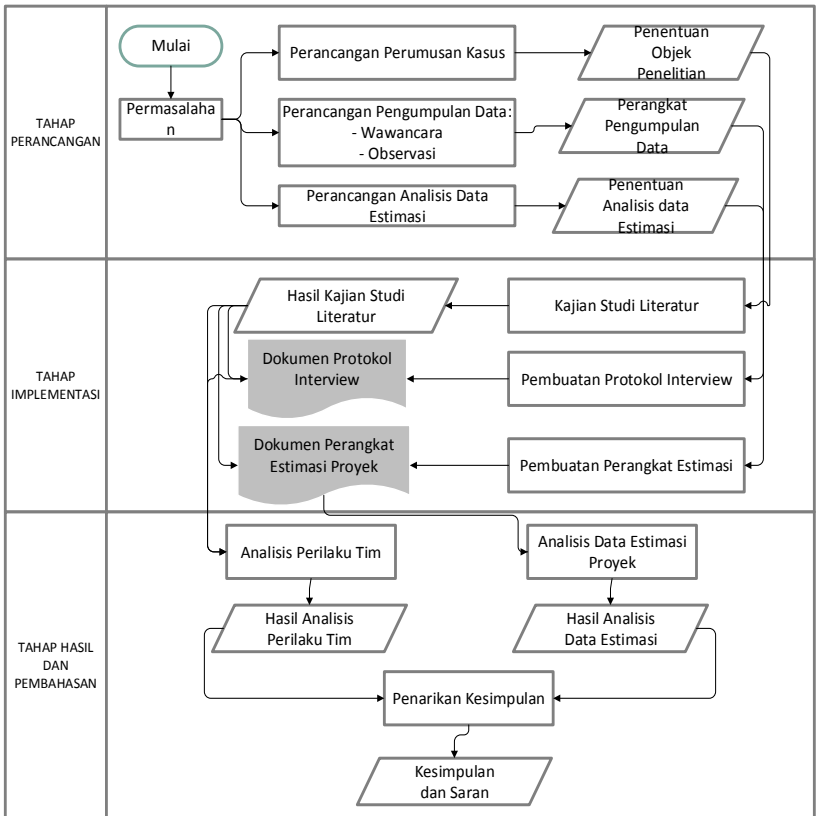 TAHAP
PERANCANGAN
Mulai
Permasalaha
n
Perancangan Perumusan Kasus
Penentuan
Objek
Penelitian
Perancangan Pengumpulan Data:
- Wawancara
- Observasi
Perangkat
Pengumpulan
Data
Perancangan Analisis Data
Estimasi
Penentuan
Analisis data
Estimasi
TAHAP
IMPLEMENTASI
Hasil Kajian Studi
Literatur
Kajian Studi Literatur
Dokumen Protokol
Interview
Pembuatan Protokol Interview
Dokumen Perangkat
Estimasi Proyek
Pembuatan Perangkat Estimasi
TAHAP HASIL
DAN
PEMBAHASAN
Analisis Perilaku Tim
Analisis Data Estimasi
Proyek
Hasil Analisis
Perilaku Tim
Hasil Analisis
Data Estimasi
Penarikan Kesimpulan
Kesimpulan
dan Saran